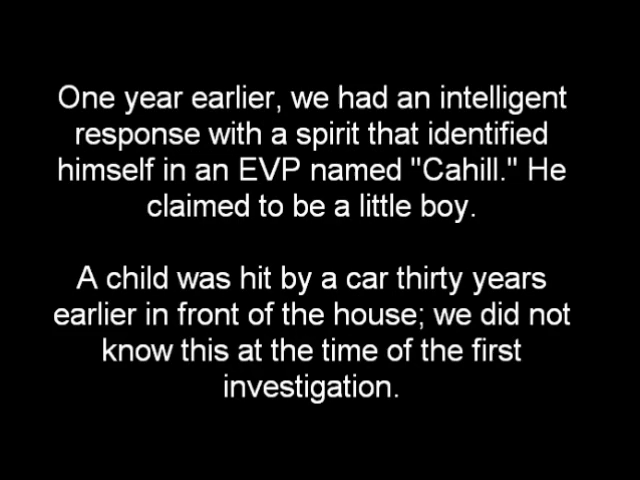 One year earlier, we had an intelligent
response with a spirit that identified
himself in an EVP named "Cahill." He
claimed to be a little boy.
A child was hit by a car thirty years
earlier in front of the house; we did not
know this at the time of the first
investigation.